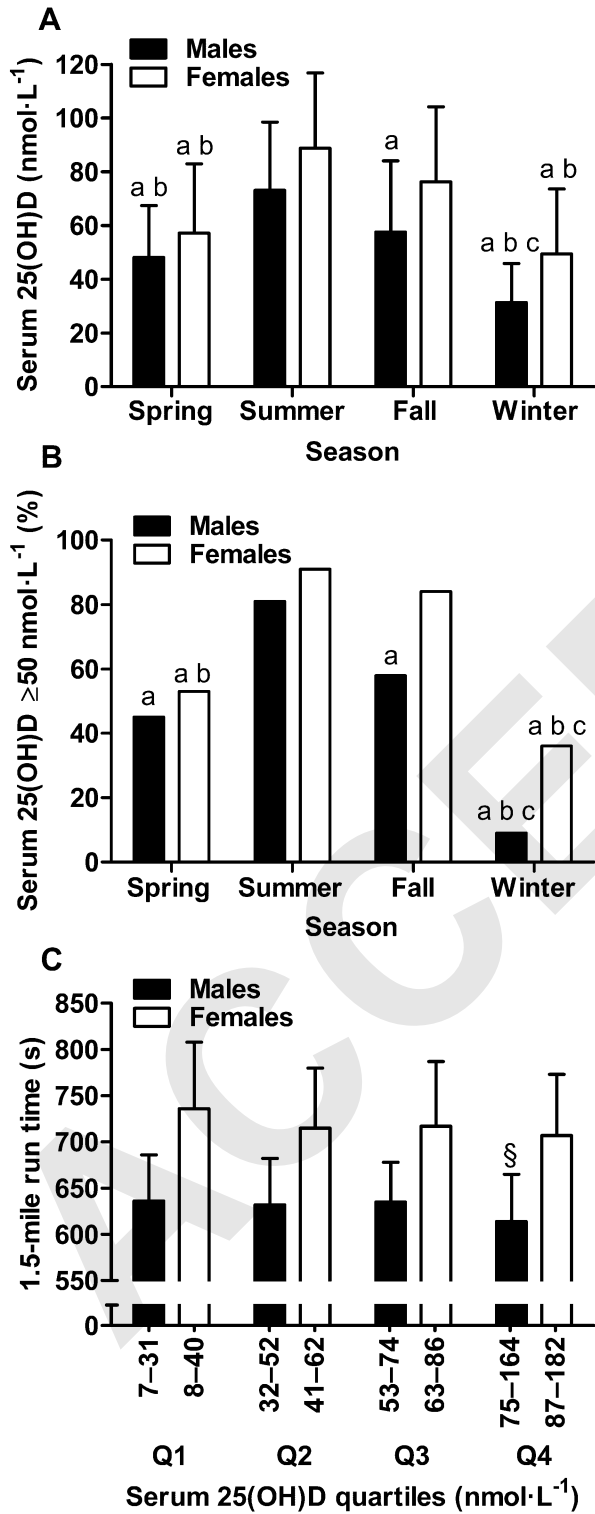 A
Males
Females
Serum 25(OH)D (nmol·L⁻¹)
120
100
80
60
40
20
0
a b
a b
a
a b c
a b
Spring Summer Fall Winter
Season
B
Males
Females
Serum 25(OH)D ≥50 nmol·L⁻¹ (%)
100
80
60
40
20
0
a
a b
a
a b c
a b c
Spring Summer Fall Winter
Season
C
Males
Females
1.5-mile run time (s)
850
800
750
700
650
600
550
0
§
7–31 8–40 32–52 41–62 53–74 63–86 75–164 87–182
Q1 Q2 Q3 Q4
Serum 25(OH)D quartiles (nmol·L⁻¹)
ACCE